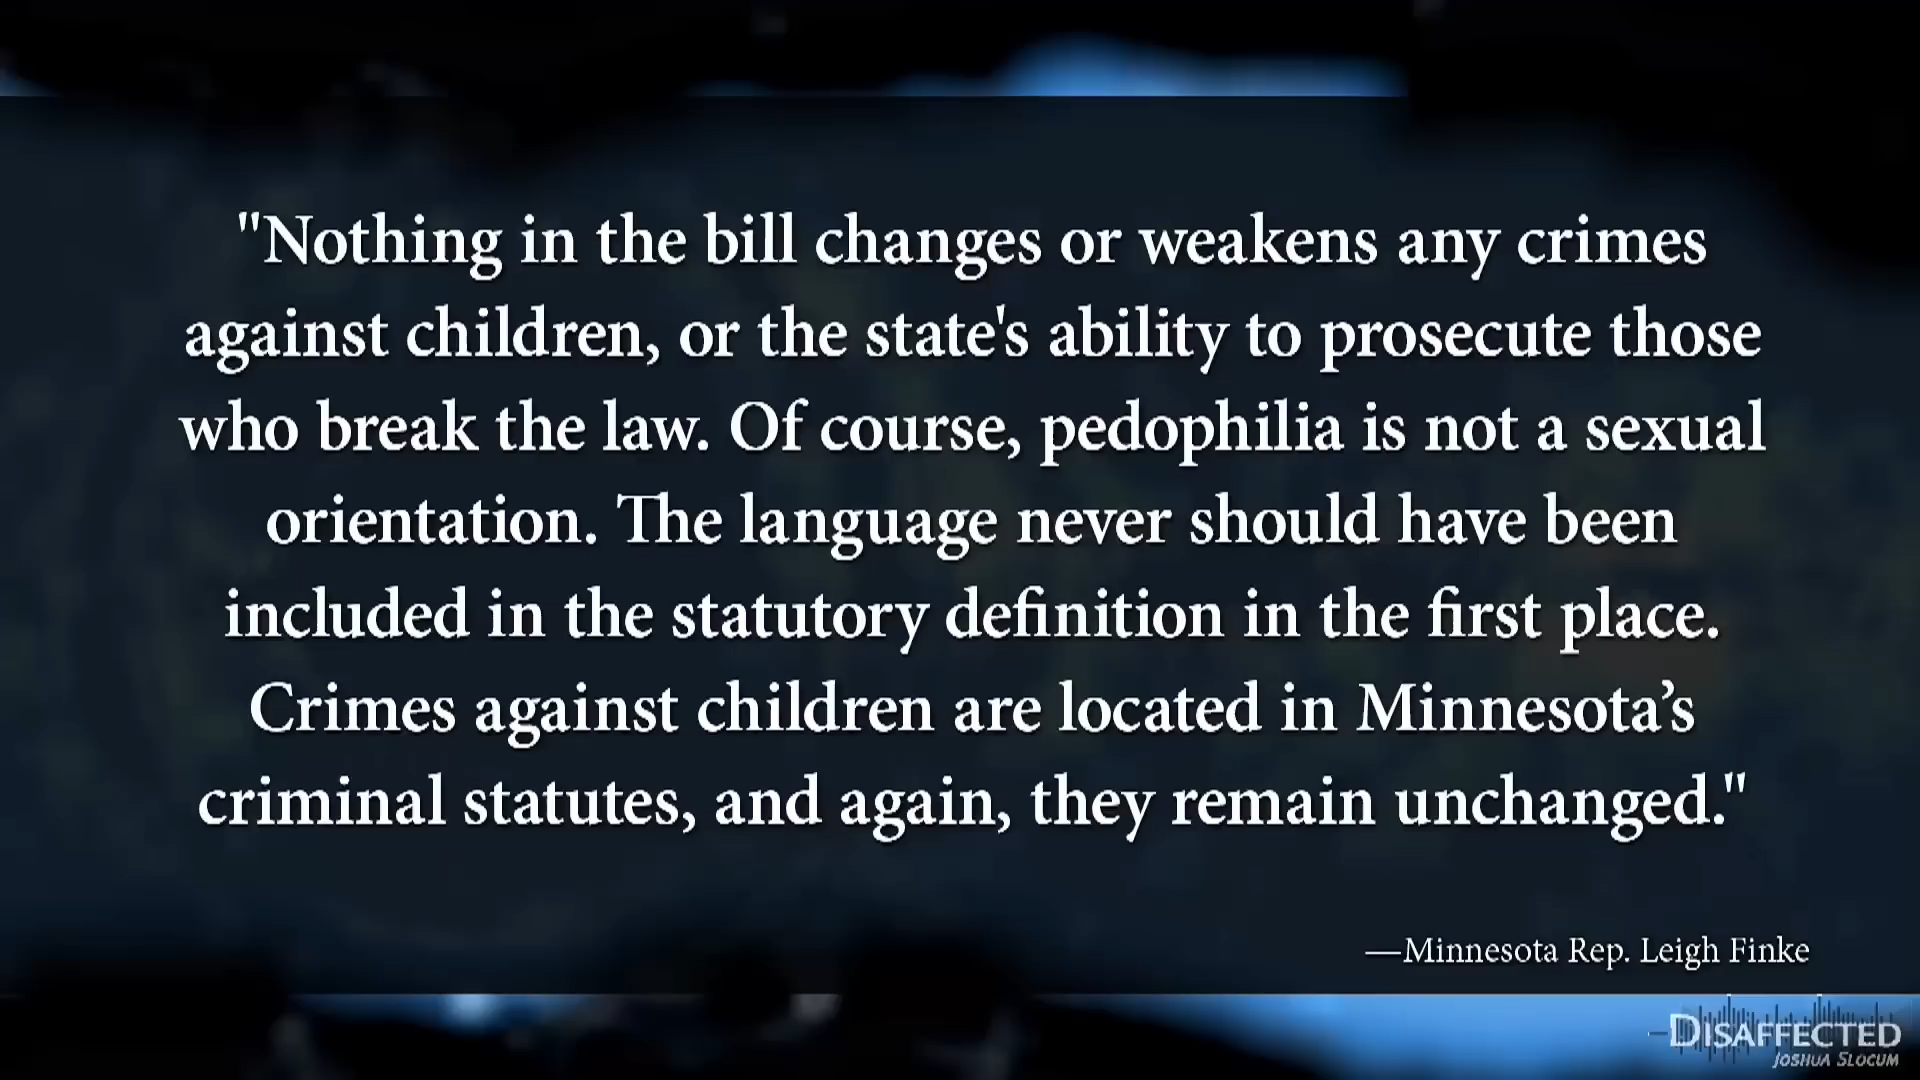 "Nothing in the bill changes or weakens any crimes
against children, or the state's ability to prosecute those
who break the law. Of course, pedophilia is not a sexual
orientation. The language never should have been
included in the statutory definition in the first place.
Crimes against children are located in Minnesota’s
criminal statutes, and again, they remain unchanged."
—Minnesota Rep. Leigh Finke
DISAFFECTED
JOSHUA SLOCUM